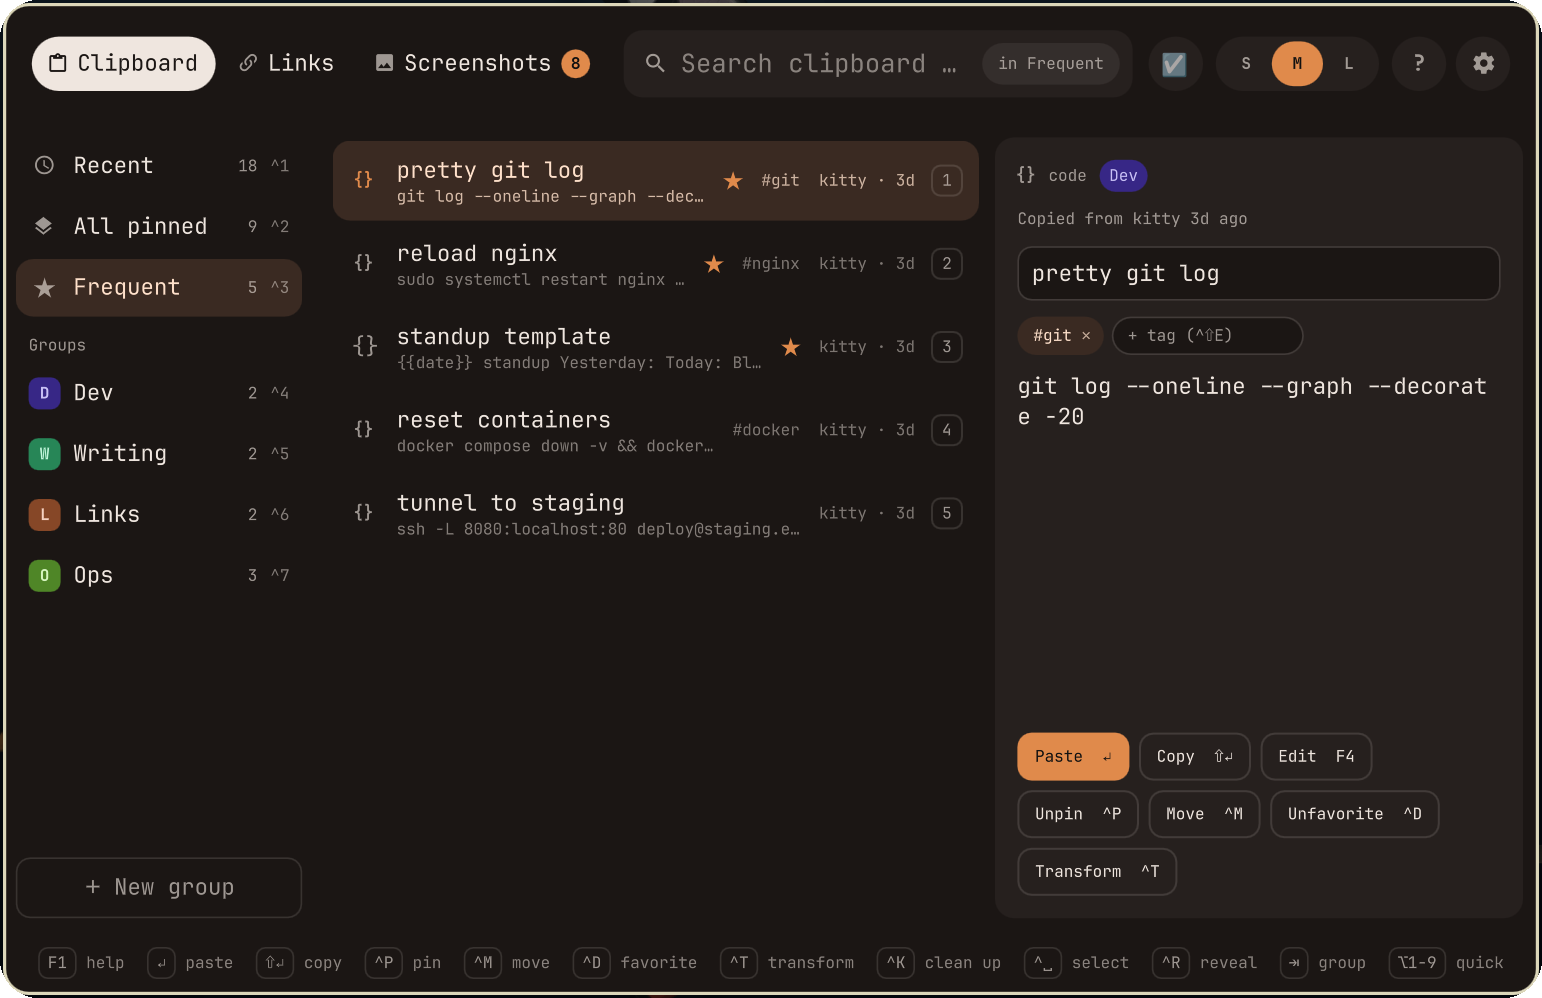 Clipboard Links Screenshots 8 Search clipboard … in Frequent S M L ?
Recent 18 ^1
All pinned 9 ^2
Frequent 5 ^3
Groups
D Dev 2 ^4
W Writing 2 ^5
L Links 2 ^6
O Ops 3 ^7
+ New group
{} pretty git log ★ #git kitty · 3d 1
git log --oneline --graph --dec…
{} reload nginx ★ #nginx kitty · 3d 2
sudo systemctl restart nginx …
{} standup template ★ kitty · 3d 3
{{date}} standup Yesterday: Today: Bl…
{} reset containers #docker kitty · 3d 4
docker compose down -v && docker…
{} tunnel to staging kitty · 3d 5
ssh -L 8080:localhost:80 deploy@staging.e…
{} code Dev
Copied from kitty 3d ago
pretty git log
#git × + tag (^⇧E)
git log --oneline --graph --decorat
e -20
Paste ↵ Copy ⇧↵ Edit F4
Unpin ^P Move ^M Unfavorite ^D
Transform ^T
F1 help ↵ paste ⇧↵ copy ^P pin ^M move ^D favorite ^T transform ^K clean up ^␣ select ^R reveal ⇥ group ⌥1-9 quick